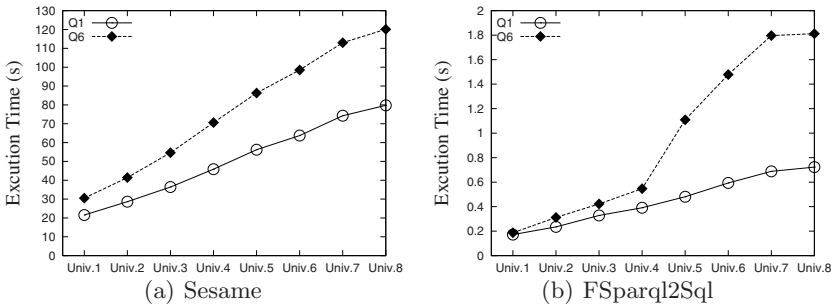 Q1
Q6
Excution Time (s)
130
120
110
100
90
80
70
60
50
40
30
20
10
0
Univ.1 Univ.2 Univ.3 Univ.4 Univ.5 Univ.6 Univ.7 Univ.8
(a) Sesame
Q1
Q6
Excution Time (s)
2
1.8
1.6
1.4
1.2
1
0.8
0.6
0.4
0.2
0
Univ.1 Univ.2 Univ.3 Univ.4 Univ.5 Univ.6 Univ.7 Univ.8
(b) FSparql2Sql